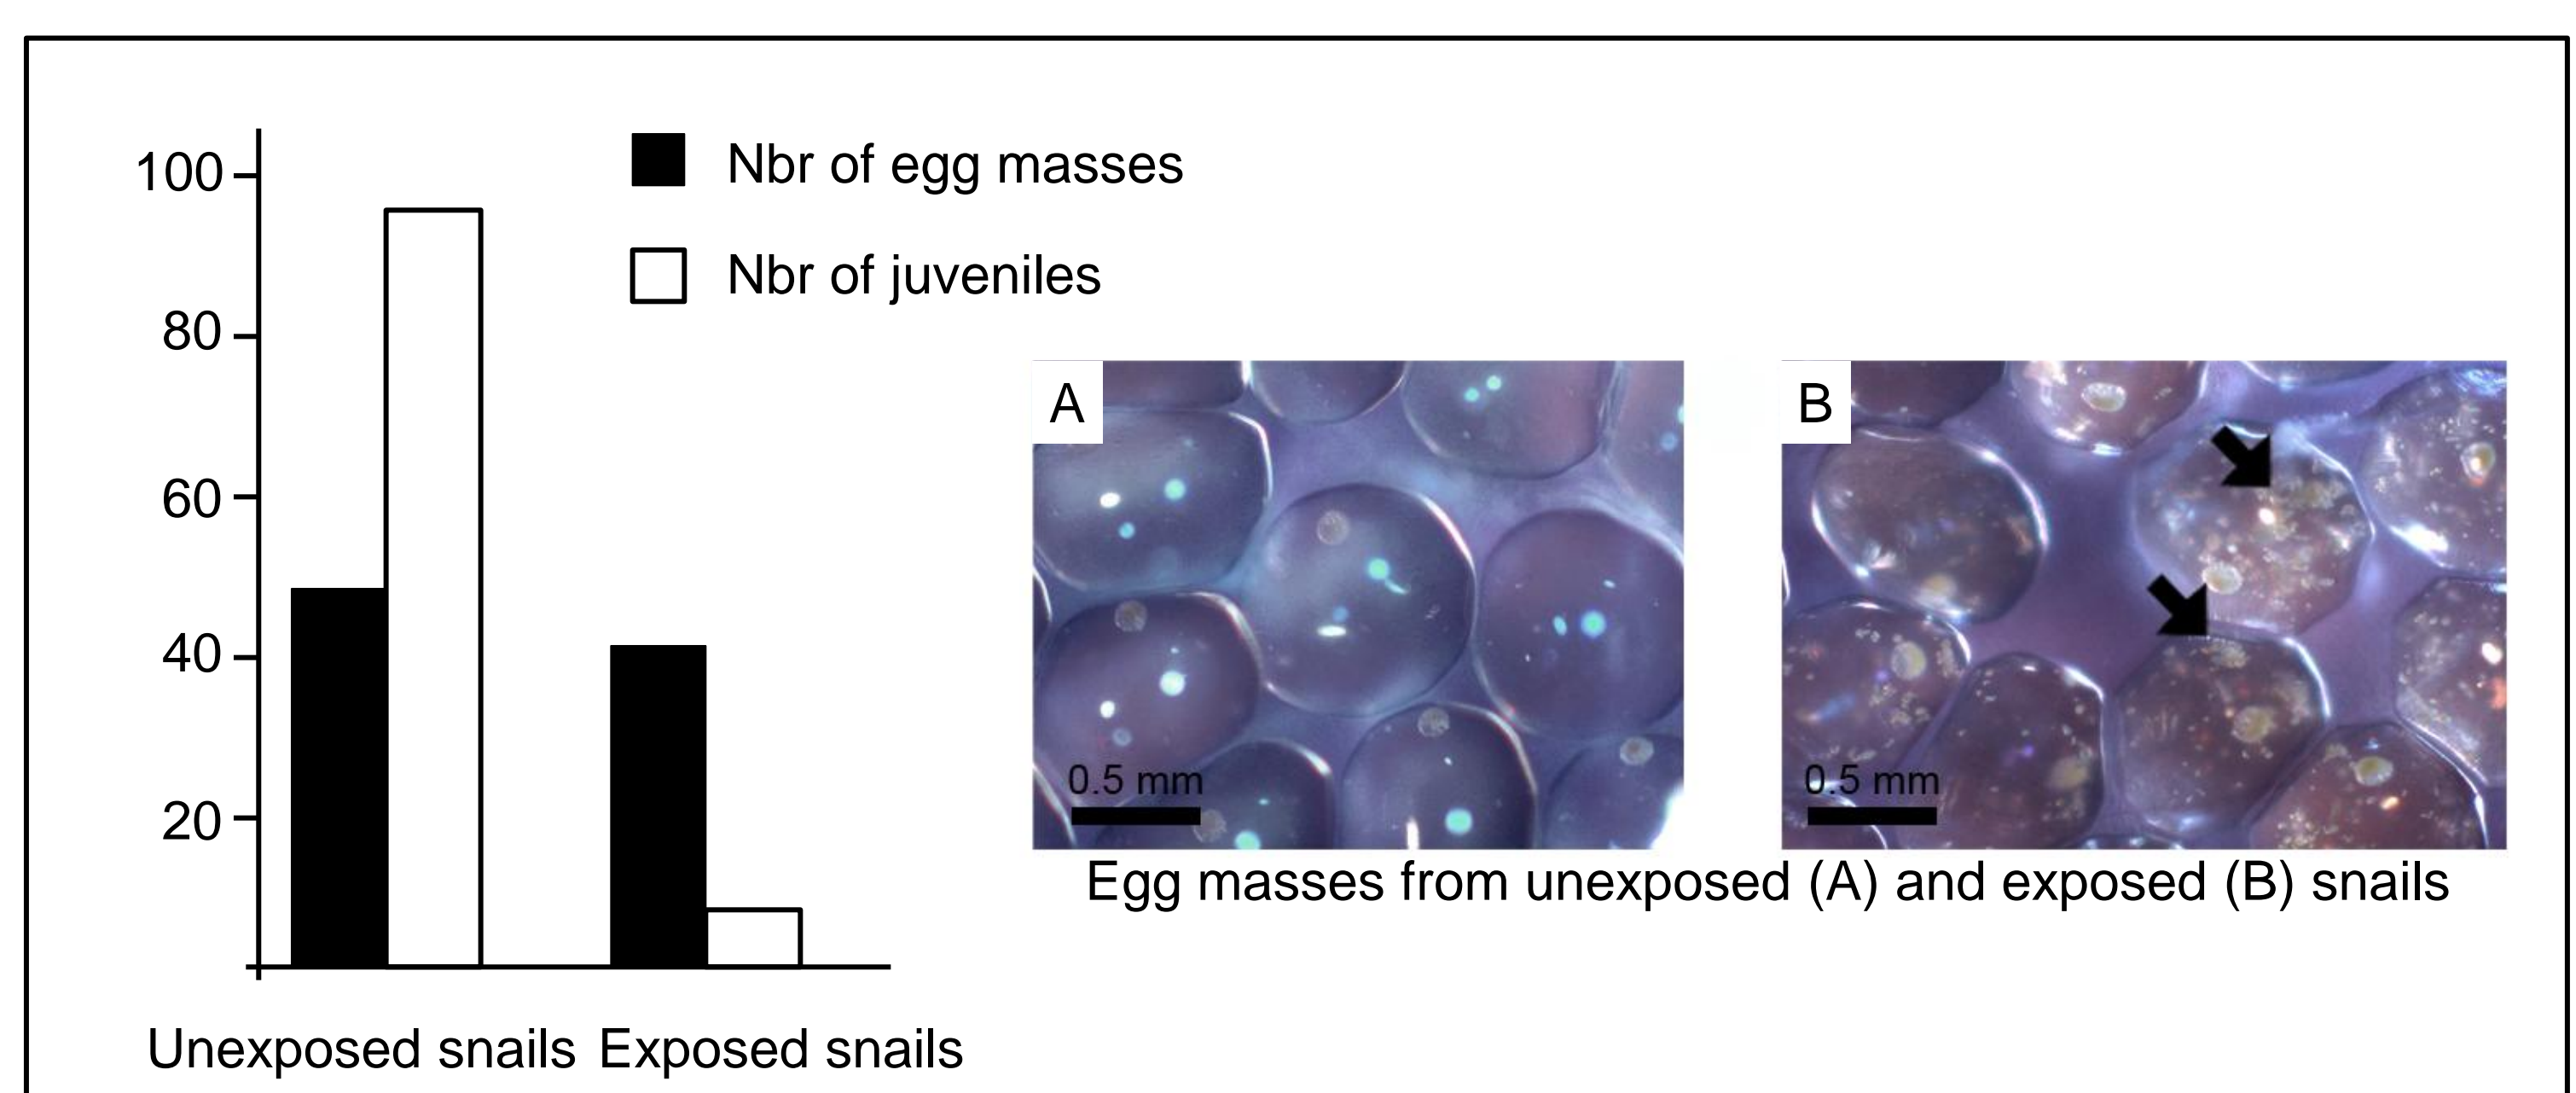 100
80
60
40
20
Nbr of egg masses
Nbr of juveniles
Unexposed snails
Exposed snails
A
0.5 mm
B
0.5 mm
Egg masses from unexposed (A) and exposed (B) snails